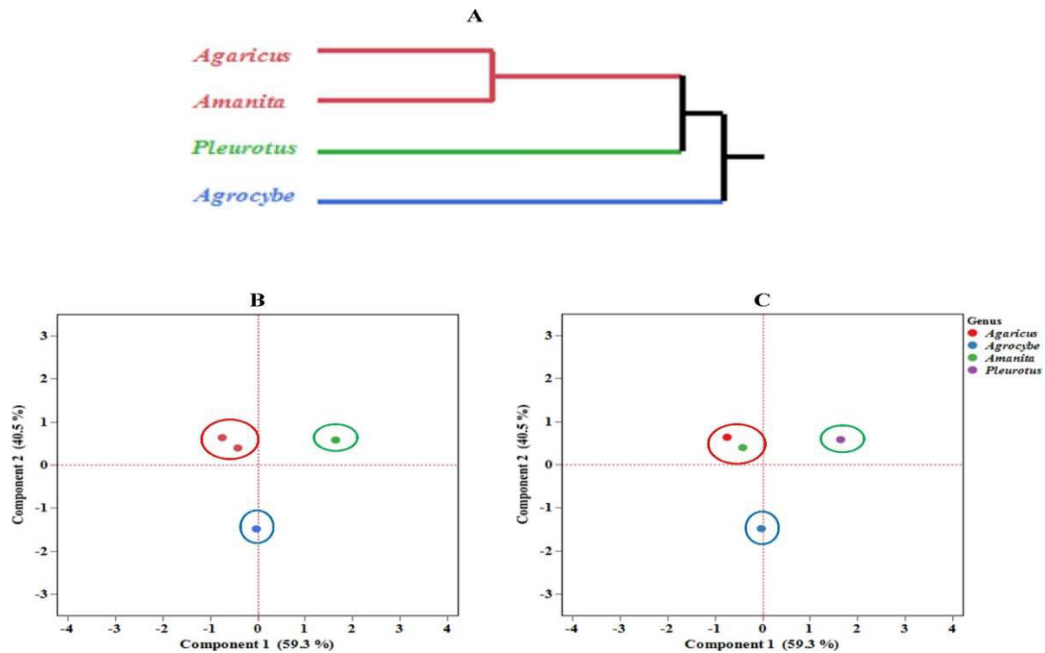 A
Agaricus
Amanita
Pleurotus
Agrocybe
B
3
2
1
0
-1
-2
-3
Component 2 (40.5 %)
-4 -3 -2 -1 0 1 2 3 4
Component 1 (59.3 %)
C
3
2
1
0
-1
-2
-3
Component 2 (40.5 %)
-4 -3 -2 -1 0 1 2 3 4
Component 1 (59.3 %)
Genus
Agaricus
Agrocybe
Amanita
Pleurotus